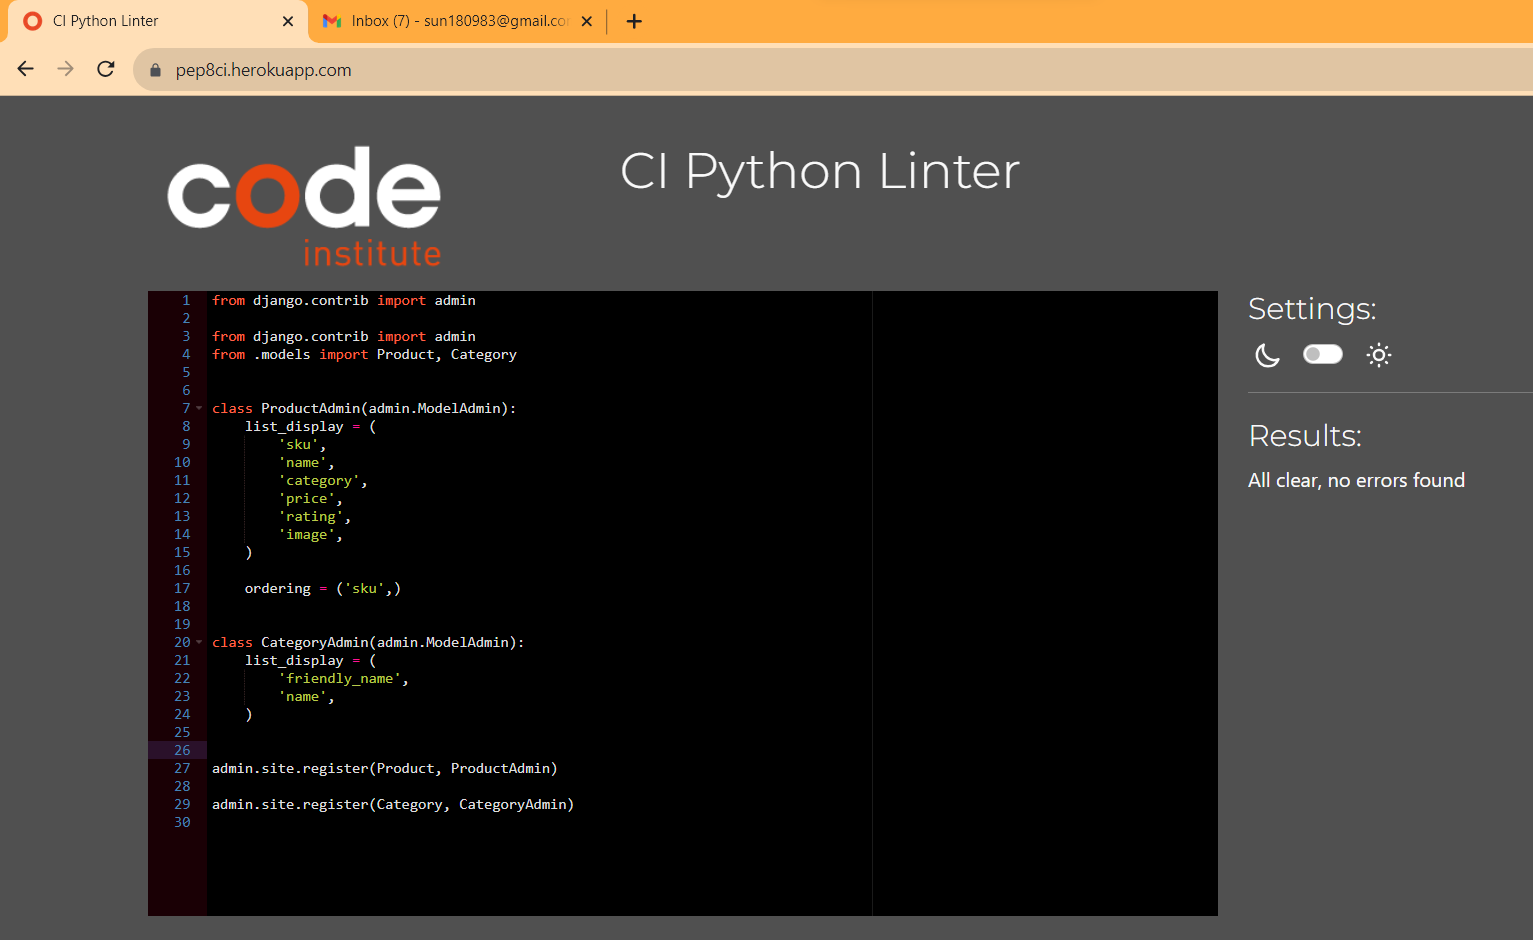 CI Python Linter
Inbox (7) - sun180983@gmail.co
pep8ci.herokuapp.com
code
institute
CI Python Linter
1 from django.contrib import admin
2
3 from django.contrib import admin
4 from .models import Product, Category
5
6
7 class ProductAdmin(admin.ModelAdmin):
8     list_display = (
9         'sku',
10         'name',
11         'category',
12         'price',
13         'rating',
14         'image',
15     )
16
17     ordering = ('sku',)
18
19
20 class CategoryAdmin(admin.ModelAdmin):
21     list_display = (
22         'friendly_name',
23         'name',
24     )
25
26
27 admin.site.register(Product, ProductAdmin)
28
29 admin.site.register(Category, CategoryAdmin)
30
Settings:
Results:
All clear, no errors found